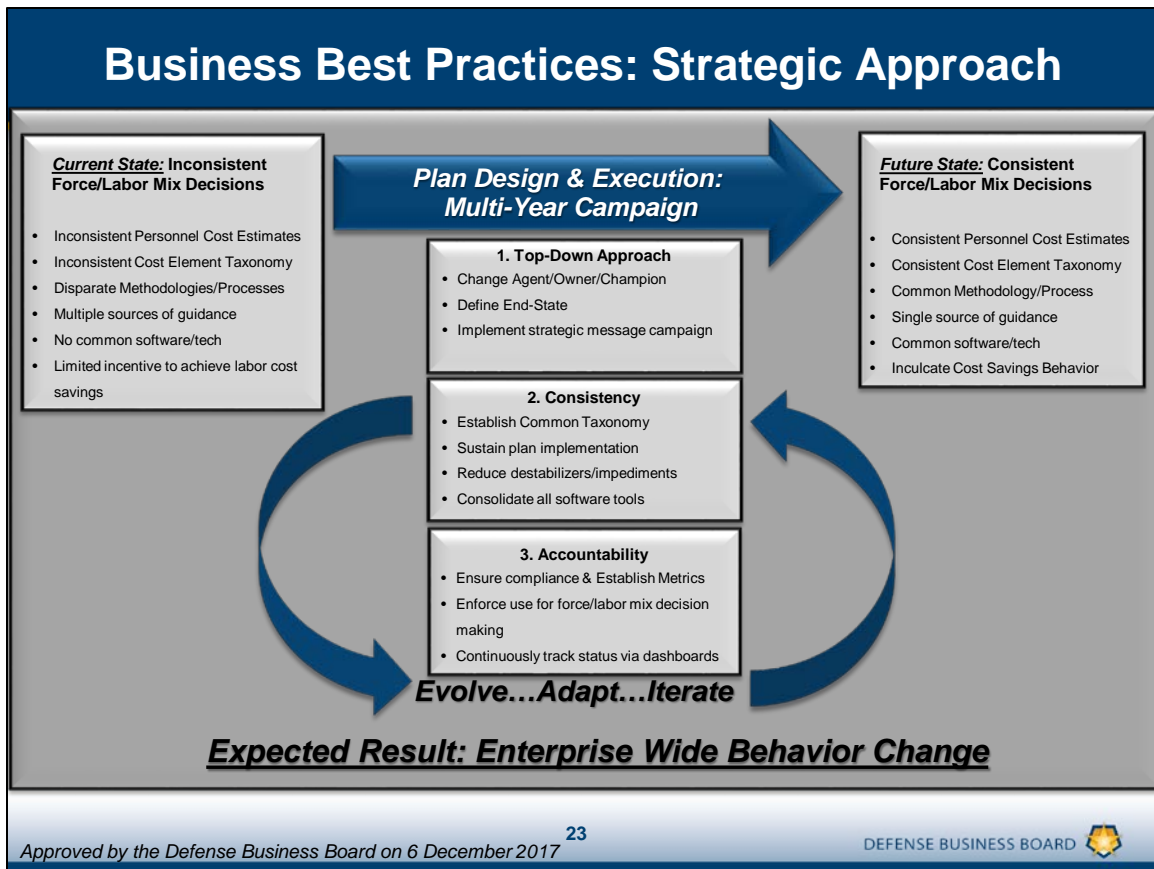 Business Best Practices: Strategic Approach
Current State: Inconsistent
Force/Labor Mix Decisions
• Inconsistent Personnel Cost Estimates
• Inconsistent Cost Element Taxonomy
• Disparate Methodologies/Processes
• Multiple sources of guidance
• No common software/tech
• Limited incentive to achieve labor cost
savings
Plan Design & Execution:
Multi-Year Campaign
1. Top-Down Approach
• Change Agent/Owner/Champion
• Define End-State
• Implement strategic message campaign
2. Consistency
• Establish Common Taxonomy
• Sustain plan implementation
• Reduce destabilizers/impediments
• Consolidate all software tools
3. Accountability
• Ensure compliance & Establish Metrics
• Enforce use for force/labor mix decision
making
• Continuously track status via dashboards
Evolve…Adapt…Iterate
Future State: Consistent
Force/Labor Mix Decisions
• Consistent Personnel Cost Estimates
• Consistent Cost Element Taxonomy
• Common Methodology/Process
• Single source of guidance
• Common software/tech
• Inculcate Cost Savings Behavior
Expected Result: Enterprise Wide Behavior Change
23
Approved by the Defense Business Board on 6 December 2017
DEFENSE BUSINESS BOARD